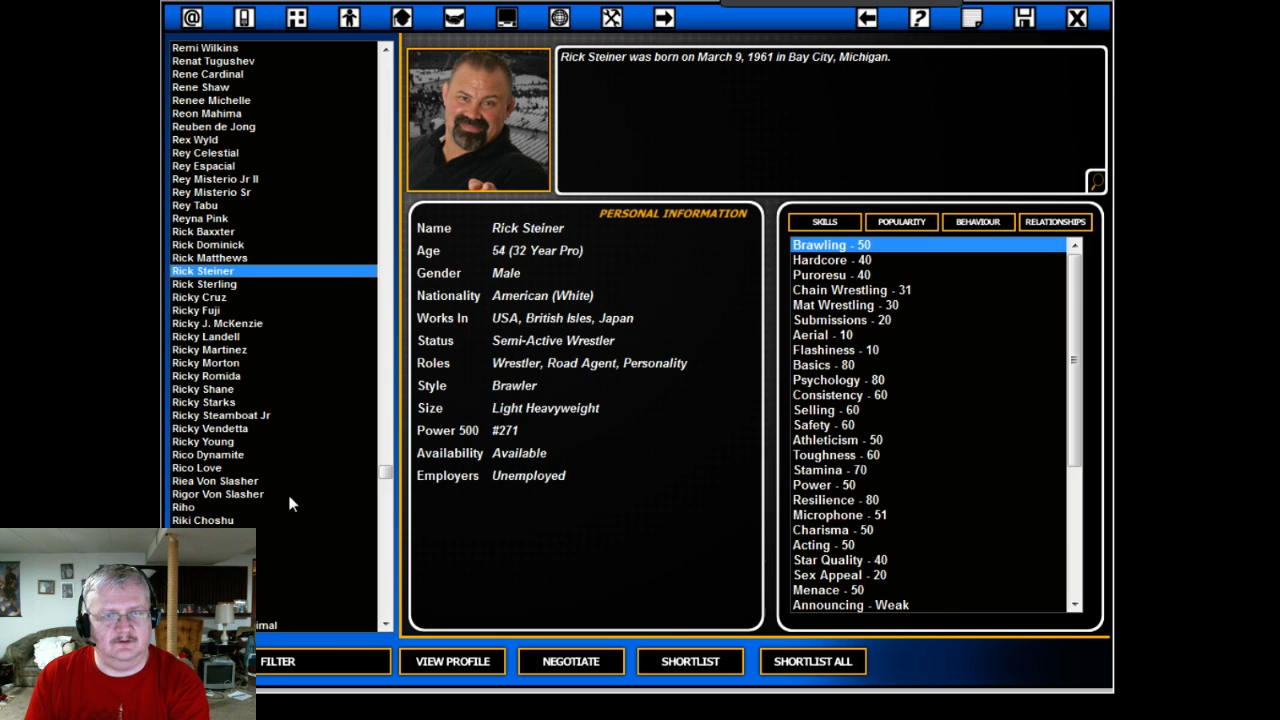 @
?
Remi Wilkins
Renat Tugushev
Rene Cardinal
Rene Shaw
Renee Michelle
Reon Mahima
Reuben de Jong
Rex Wyld
Rey Celestial
Rey Espacial
Rey Misterio Jr II
Rey Misterio Sr
Rey Tabu
Reyna Pink
Rick Baxxter
Rick Dominick
Rick Matthews
Rick Steiner
Rick Sterling
Ricky Cruz
Ricky Fuji
Ricky J. McKenzie
Ricky Landell
Ricky Martinez
Ricky Morton
Ricky Romida
Ricky Shane
Ricky Starks
Ricky Steamboat Jr
Ricky Vendetta
Ricky Young
Rico Dynamite
Rico Love
Riea Von Slasher
Rigor Von Slasher
Riho
Riki Choshu
imal
FILTER
Rick Steiner was born on March 9, 1961 in Bay City, Michigan.
PERSONAL INFORMATION
Name Rick Steiner
Age 54 (32 Year Pro)
Gender Male
Nationality American (White)
Works In USA, British Isles, Japan
Status Semi-Active Wrestler
Roles Wrestler, Road Agent, Personality
Style Brawler
Size Light Heavyweight
Power 500 #271
Availability Available
Employers Unemployed
SKILLS POPULARITY BEHAVIOUR RELATIONSHIPS
Brawling - 50
Hardcore - 40
Puroresu - 40
Chain Wrestling - 31
Mat Wrestling - 30
Submissions - 20
Aerial - 10
Flashiness - 10
Basics - 80
Psychology - 80
Consistency - 60
Selling - 60
Safety - 60
Athleticism - 50
Toughness - 60
Stamina - 70
Power - 50
Resilience - 80
Microphone - 51
Charisma - 50
Acting - 50
Star Quality - 40
Sex Appeal - 20
Menace - 50
Announcing - Weak
VIEW PROFILE NEGOTIATE SHORTLIST SHORTLIST ALL